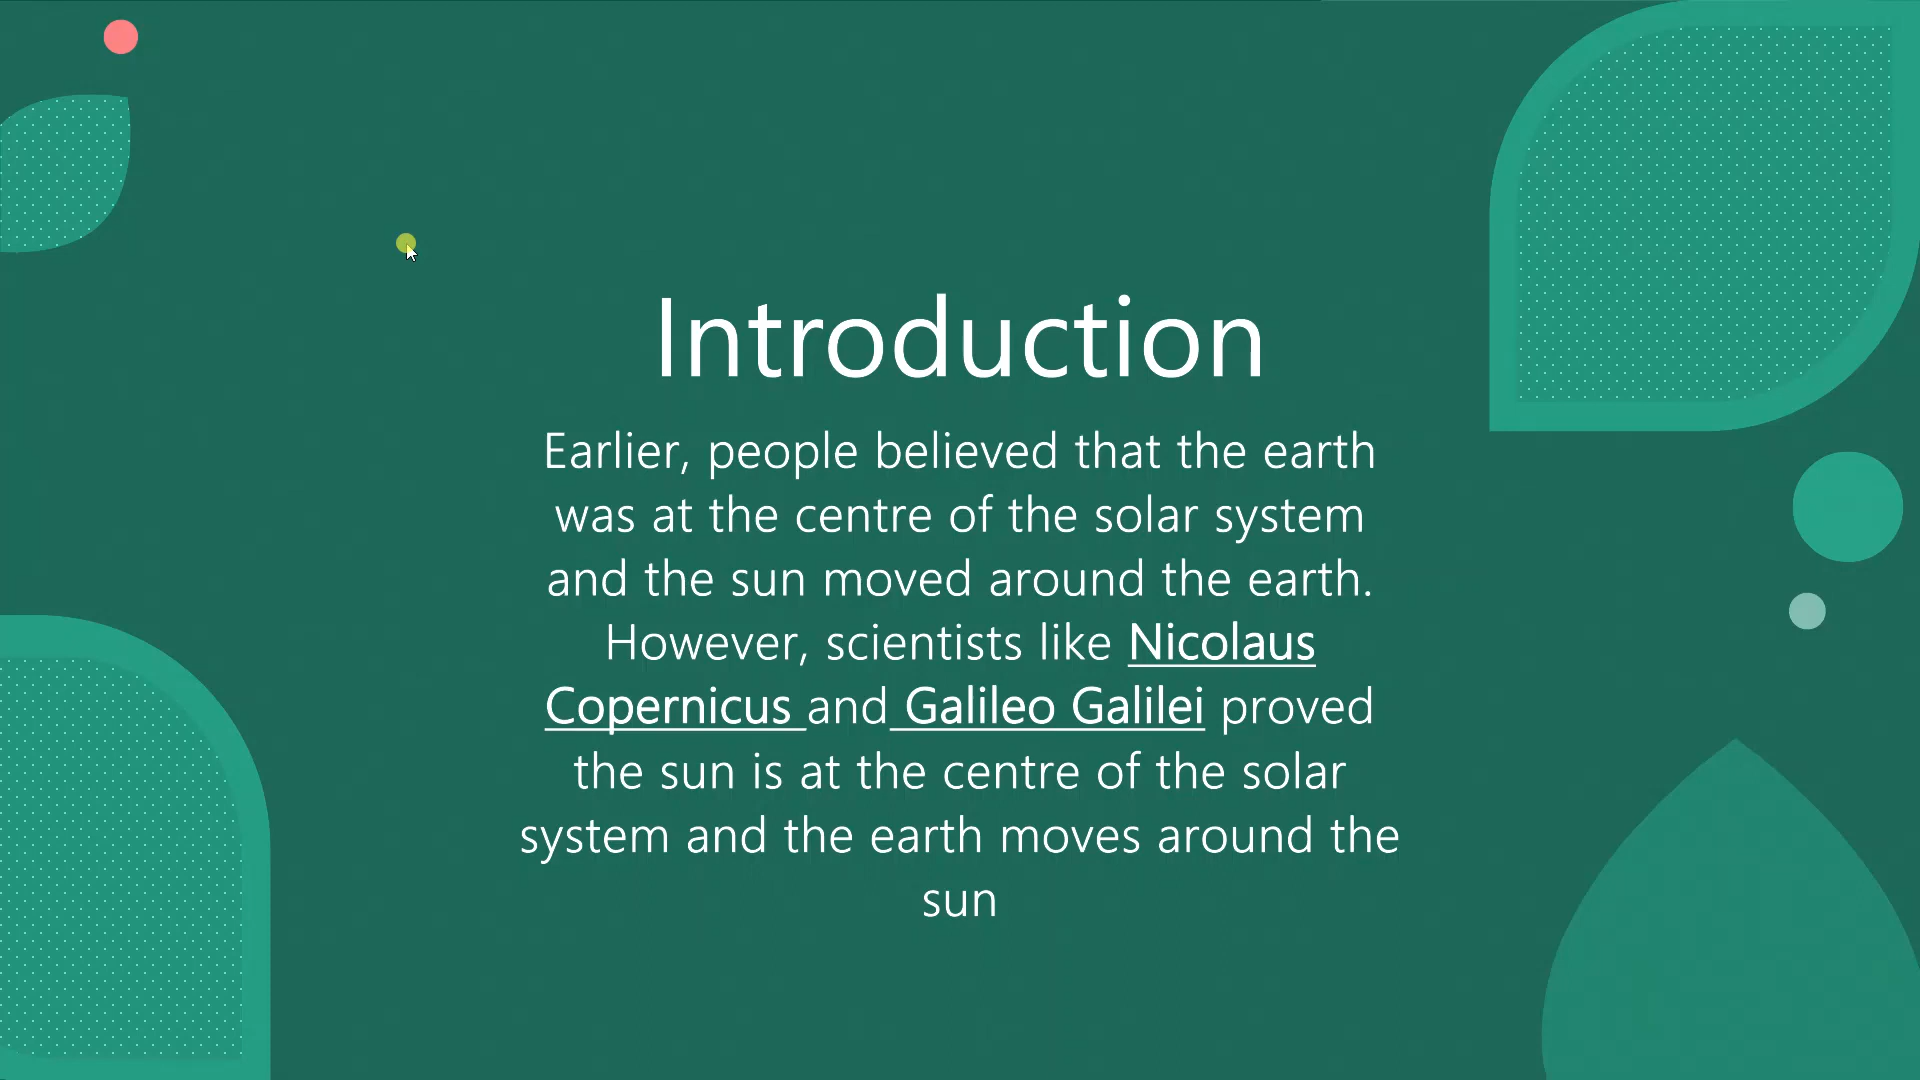 Introduction
Earlier, people believed that the earth
was at the centre of the solar system
and the sun moved around the earth.
However, scientists like Nicolaus
Copernicus and Galileo Galilei proved
the sun is at the centre of the solar
system and the earth moves around the
sun